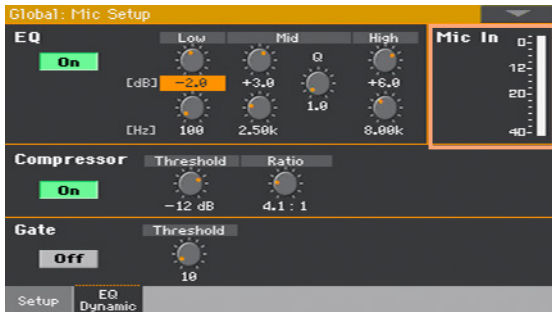 Global: Mic Setup
EQ Low Mid High Mic In
On Q 0
[dB] -2.0 +3.0 +6.0 12
1.0 20
[Hz] 100 2.50k 8.00k 40
Compressor Threshold Ratio
On
-12 dB 4.1 : 1
Gate Threshold
Off
10
Setup EQ Dynamic